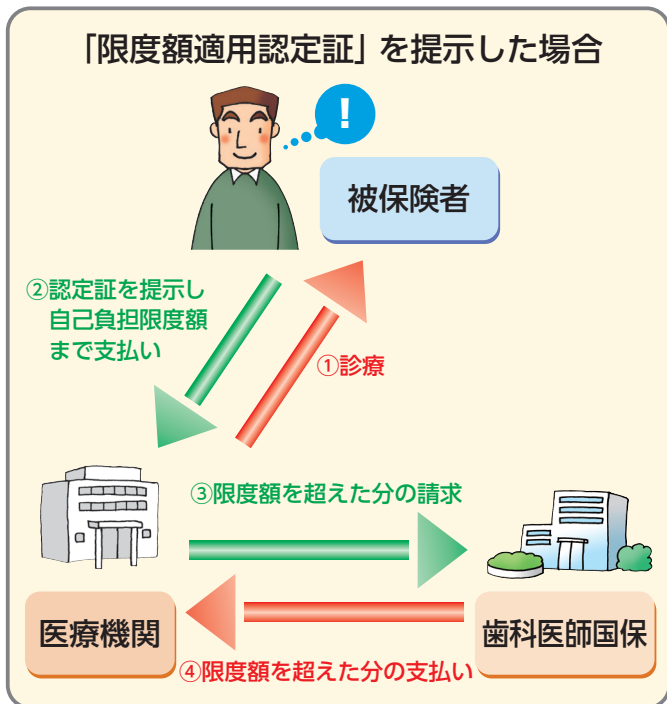 「限度額適用認定証」を提示した場合
!
被保険者
②認定証を提示し
自己負担限度額
まで支払い
①診療
③限度額を超えた分の請求
医療機関
歯科医師国保
④限度額を超えた分の支払い